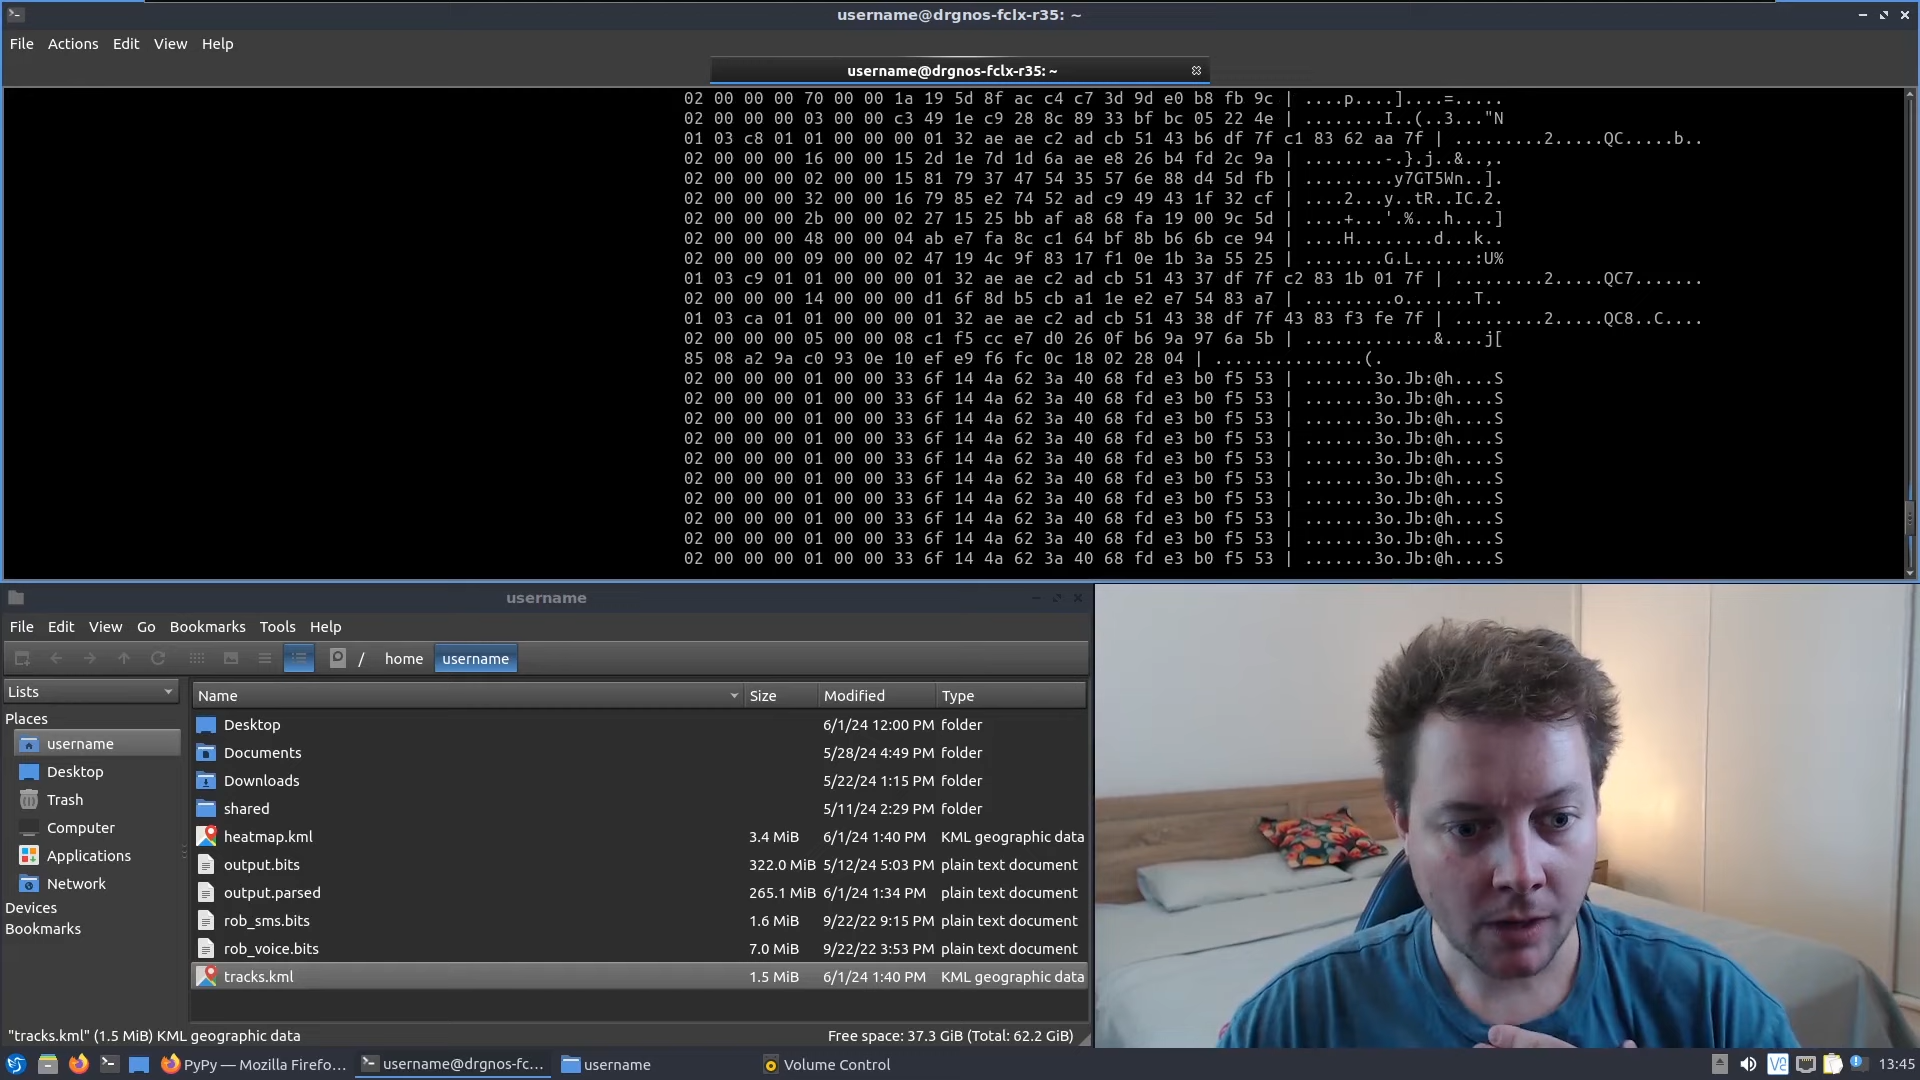 username@drgnos-fclx-r35: ~
File Actions Edit View Help
username@drgnos-fclx-r35: ~
02 00 00 00 70 00 00 1a 19 5d 8f ac c4 c7 3d 9d e0 b8 fb 9c | ....p....]....=.....
02 00 00 00 03 00 00 c3 49 1e c9 28 8c 89 33 bf bc 05 22 4e | ........I..(..3..."N
01 03 c8 01 01 00 00 00 01 32 ae ae c2 ad cb 51 43 b6 df 7f c1 83 62 aa 7f | .........2.....QC.....b..
02 00 00 00 16 00 00 15 2d 1e 7d 1d 6a ae e8 26 b4 fd 2c 9a | ........-.}.j..&..,.
02 00 00 00 02 00 00 15 81 79 37 47 54 35 57 6e 88 d4 5d fb | .........y7GT5Wn..].
02 00 00 00 32 00 00 16 79 85 e2 74 52 ad c9 49 43 1f 32 cf | ....2...y..tR..IC.2.
02 00 00 00 2b 00 00 02 27 15 25 bb af a8 68 fa 19 00 9c 5d | ....+...'.%...h....]
02 00 00 00 48 00 00 04 ab e7 fa 8c c1 64 bf 8b b6 6b ce 94 | ....H........d...k..
02 00 00 00 09 00 00 02 47 19 4c 9f 83 17 f1 0e 1b 3a 55 25 | ........G.L......:U%
01 03 c9 01 01 00 00 00 01 32 ae ae c2 ad cb 51 43 37 df 7f c2 83 1b 01 7f | .........2.....QC7.......
02 00 00 00 14 00 00 00 d1 6f 8d b5 cb a1 1e e2 e7 54 83 a7 | .........o.......T..
01 03 ca 01 01 00 00 00 01 32 ae ae c2 ad cb 51 43 38 df 7f 43 83 f3 fe 7f | .........2.....QC8..C....
02 00 00 00 05 00 00 08 c1 f5 cc e7 d0 26 0f b6 9a 97 6a 5b | .............&....j[
85 08 a2 9a c0 93 0e 10 ef e9 f6 fc 0c 18 02 28 04 | ...............(.
02 00 00 00 01 00 00 33 6f 14 4a 62 3a 40 68 fd e3 b0 f5 53 | .......3o.Jb:@h....S
02 00 00 00 01 00 00 33 6f 14 4a 62 3a 40 68 fd e3 b0 f5 53 | .......3o.Jb:@h....S
02 00 00 00 01 00 00 33 6f 14 4a 62 3a 40 68 fd e3 b0 f5 53 | .......3o.Jb:@h....S
02 00 00 00 01 00 00 33 6f 14 4a 62 3a 40 68 fd e3 b0 f5 53 | .......3o.Jb:@h....S
02 00 00 00 01 00 00 33 6f 14 4a 62 3a 40 68 fd e3 b0 f5 53 | .......3o.Jb:@h....S
02 00 00 00 01 00 00 33 6f 14 4a 62 3a 40 68 fd e3 b0 f5 53 | .......3o.Jb:@h....S
02 00 00 00 01 00 00 33 6f 14 4a 62 3a 40 68 fd e3 b0 f5 53 | .......3o.Jb:@h....S
02 00 00 00 01 00 00 33 6f 14 4a 62 3a 40 68 fd e3 b0 f5 53 | .......3o.Jb:@h....S
02 00 00 00 01 00 00 33 6f 14 4a 62 3a 40 68 fd e3 b0 f5 53 | .......3o.Jb:@h....S
02 00 00 00 01 00 00 33 6f 14 4a 62 3a 40 68 fd e3 b0 f5 53 | .......3o.Jb:@h....S
username
File Edit View Go Bookmarks Tools Help
/ home username
Lists
Places
username
Desktop
Trash
Computer
Applications
Network
Devices
Bookmarks
Name Size Modified Type
Desktop 6/1/24 12:00 PM folder
Documents 5/28/24 4:49 PM folder
Downloads 5/22/24 1:15 PM folder
shared 5/11/24 2:29 PM folder
heatmap.kml 3.4 MiB 6/1/24 1:40 PM KML geographic data
output.bits 322.0 MiB 5/12/24 5:03 PM plain text document
output.parsed 265.1 MiB 6/1/24 1:34 PM plain text document
rob_sms.bits 1.6 MiB 9/22/22 9:15 PM plain text document
rob_voice.bits 7.0 MiB 9/22/22 3:53 PM plain text document
tracks.kml 1.5 MiB 6/1/24 1:40 PM KML geographic data
"tracks.kml" (1.5 MiB) KML geographic data Free space: 37.3 GiB (Total: 62.2 GiB)
PyPy — Mozilla Firefo... username@drgnos-fc... username Volume Control 13:45